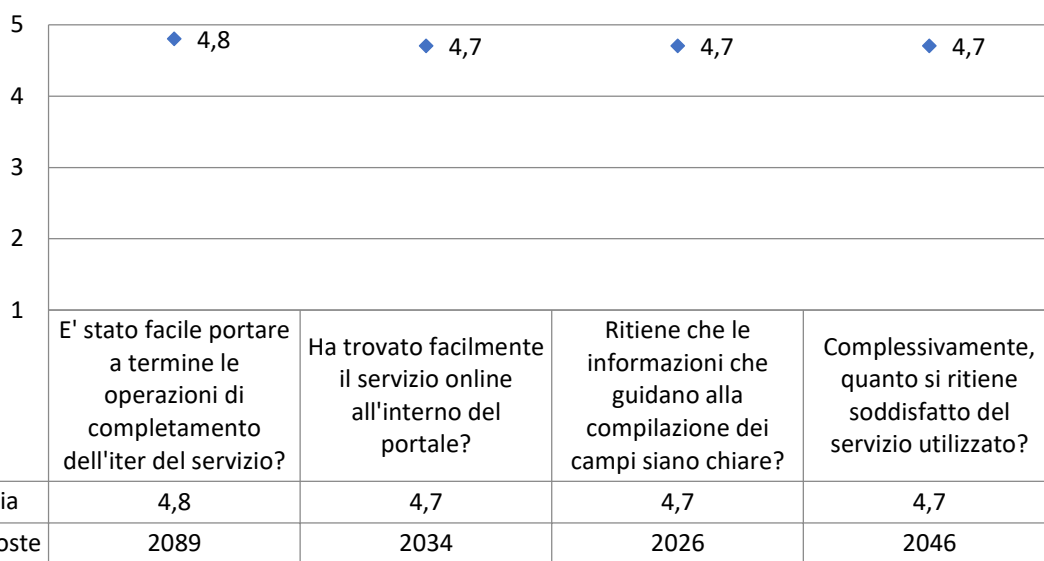 5
4,8
4,7
4,7
4,7
4
3
2
1
E' stato facile portare
a termine le
operazioni di
completamento
dell'iter del servizio?
Ha trovato facilmente
il servizio online
all'interno del
portale?
Ritiene che le
informazioni che
guidano alla
compilazione dei
campi siano chiare?
Complessivamente,
quanto si ritiene
soddisfatto del
servizio utilizzato?
4,8 4,7 4,7 4,7
2089 2034 2026 2046